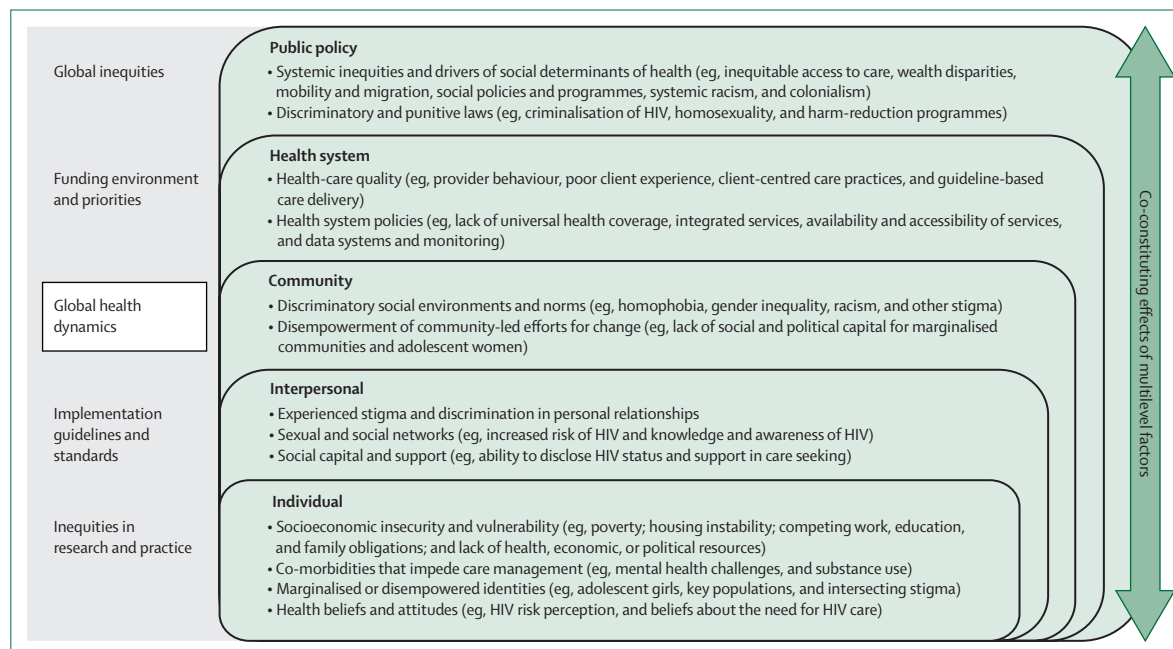 Global inequities
Public policy
• Systemic inequities and drivers of social determinants of health (eg, inequitable access to care, wealth disparities,
mobility and migration, social policies and programmes, systemic racism, and colonialism)
• Discriminatory and punitive laws (eg, criminalisation of HIV, homosexuality, and harm-reduction programmes)
Funding environment
and priorities
Health system
• Health-care quality (eg, provider behaviour, poor client experience, client-centred care practices, and guideline-based
care delivery)
• Health system policies (eg, lack of universal health coverage, integrated services, availability and accessibility of services,
and data systems and monitoring)
Global health
dynamics
Community
• Discriminatory social environments and norms (eg, homophobia, gender inequality, racism, and other stigma)
• Disempowerment of community-led efforts for change (eg, lack of social and political capital for marginalised
communities and adolescent women)
Implementation
guidelines and
standards
Interpersonal
• Experienced stigma and discrimination in personal relationships
• Sexual and social networks (eg, increased risk of HIV and knowledge and awareness of HIV)
• Social capital and support (eg, ability to disclose HIV status and support in care seeking)
Inequities in
research and practice
Individual
• Socioeconomic insecurity and vulnerability (eg, poverty; housing instability; competing work, education,
and family obligations; and lack of health, economic, or political resources)
• Co-morbidities that impede care management (eg, mental health challenges, and substance use)
• Marginalised or disempowered identities (eg, adolescent girls, key populations, and intersecting stigma)
• Health beliefs and attitudes (eg, HIV risk perception, and beliefs about the need for HIV care)
Co-constituting effects of multilevel factors